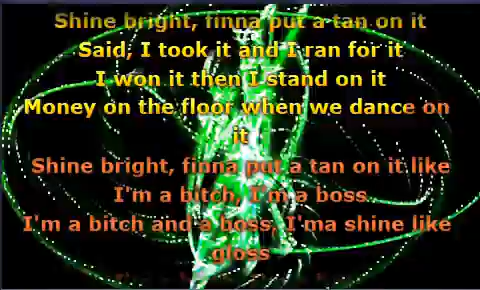 Shine bright, finna put a tan on it
Said, I took it and I ran for it
I won it then I stand on it
Money on the floor when we dance on
it
Shine bright, finna put a tan on it like
I'm a bitch, I'm a boss
I'm a bitch and a boss, I'ma shine like
gloss